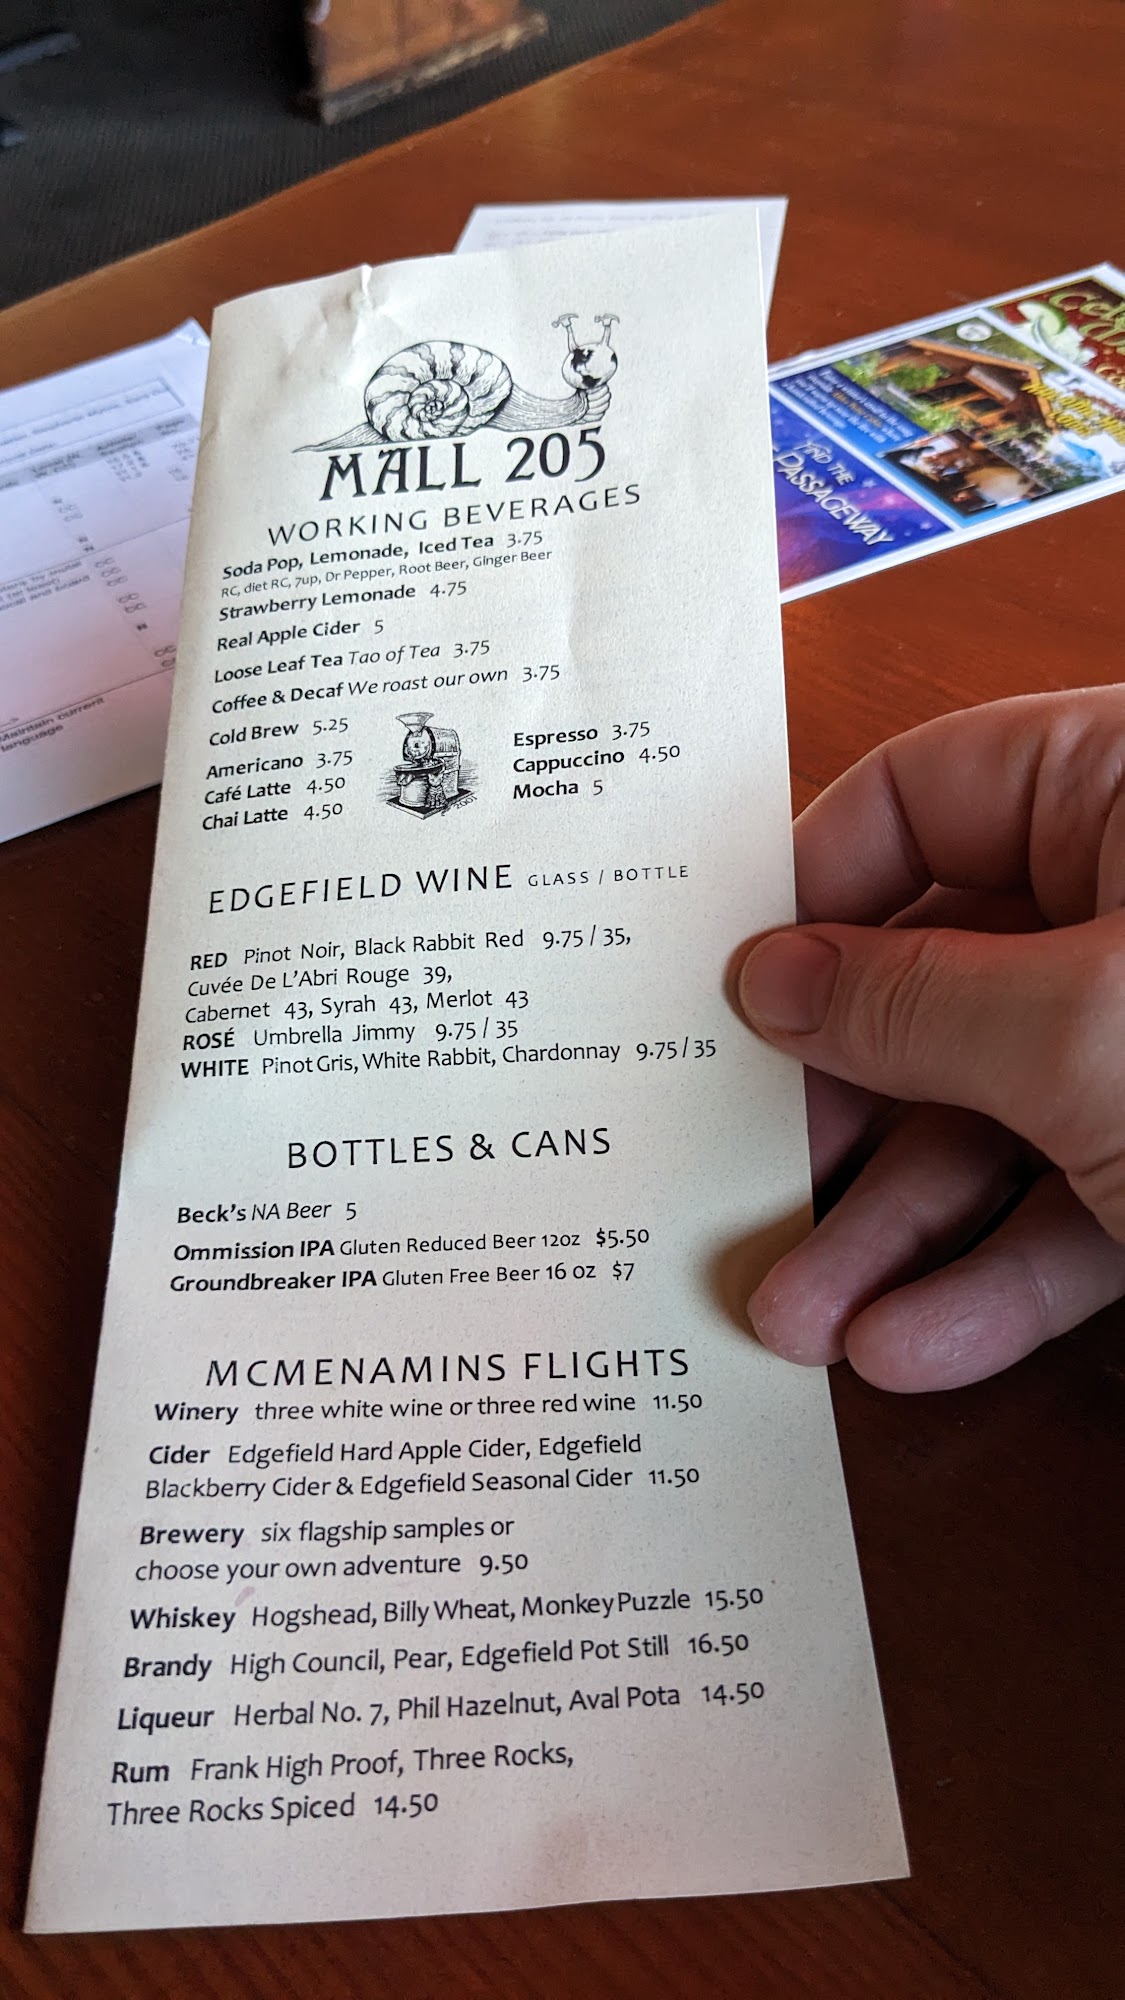 MALL 205
WORKING BEVERAGES
Soda Pop, Lemonade, Iced Tea 3.75
RC, diet RC, 7up, Dr Pepper, Root Beer, Ginger Beer
Strawberry Lemonade 4.75
Real Apple Cider 5
Loose Leaf Tea Tao of Tea 3.75
Coffee & Decaf We roast our own 3.75
Cold Brew 5.25
Americano 3.75
Café Latte 4.50
Chai Latte 4.50
2001
Espresso 3.75
Cappuccino 4.50
Mocha 5
EDGEFIELD WINE GLASS / BOTTLE
RED Pinot Noir, Black Rabbit Red 9.75 / 35,
Cuvée De L'Abri Rouge 39,
Cabernet 43, Syrah 43, Merlot 43
ROSÉ Umbrella Jimmy 9.75 / 35
WHITE Pinot Gris, White Rabbit, Chardonnay 9.75 / 35
BOTTLES & CANS
Beck's NA Beer 5
Ommission IPA Gluten Reduced Beer 12oz $5.50
Groundbreaker IPA Gluten Free Beer 16 oz $7
MCMENAMINS FLIGHTS
Winery three white wine or three red wine 11.50
Cider Edgefield Hard Apple Cider, Edgefield
Blackberry Cider & Edgefield Seasonal Cider 11.50
Brewery six flagship samples or
choose your own adventure 9.50
Whiskey Hogshead, Billy Wheat, Monkey Puzzle 15.50
Brandy High Council, Pear, Edgefield Pot Still 16.50
Liqueur Herbal No. 7, Phil Hazelnut, Aval Pota 14.50
Rum Frank High Proof, Three Rocks,
Three Rocks Spiced 14.50
FIND THE
PASSAGEWAY
Maintain current
language